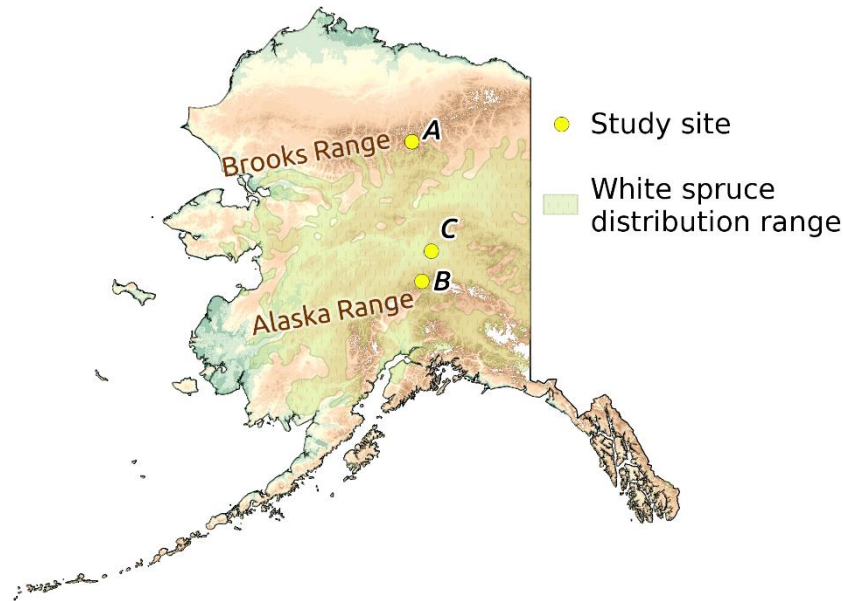 A
Brooks Range
Study site
White spruce
distribution range
C
B
Alaska Range